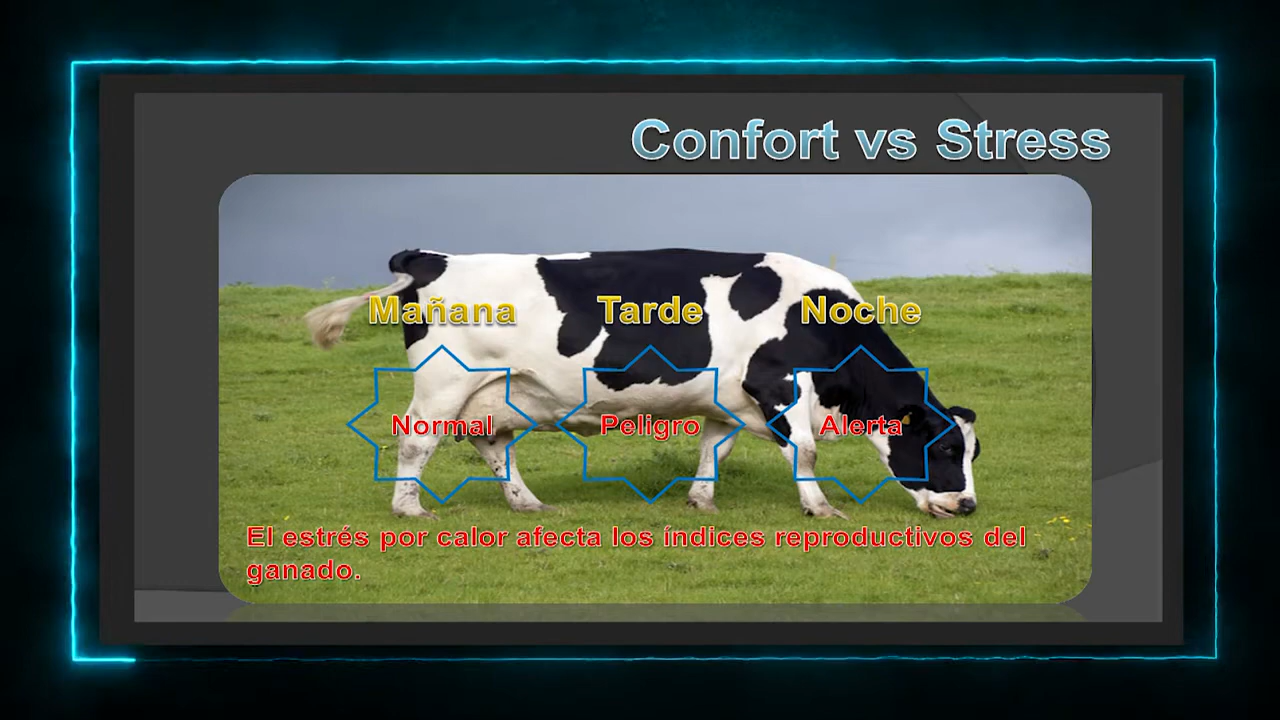 Confort vs Stress
Mañana Tarde Noche
Normal Peligro Alerta
El estrés por calor afecta los índices reproductivos del
ganado.